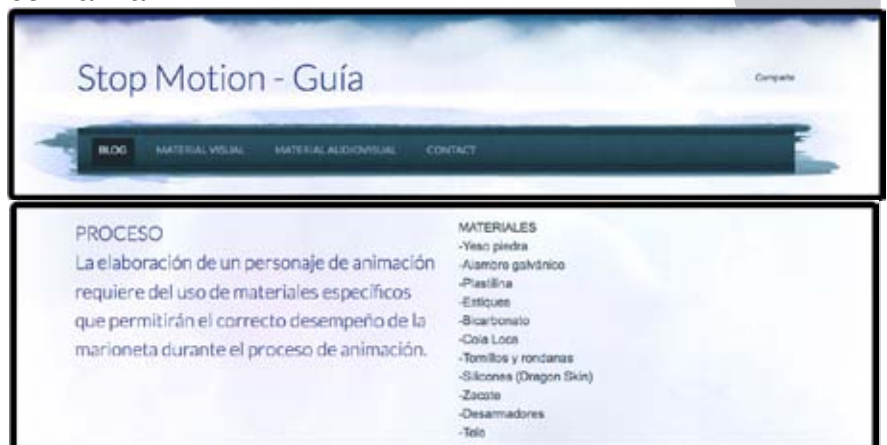 Stop Motion - Guía
Comparte
BLOG MATERIAL VISUAL MATERIAL AUDIOVISUAL CONTACT
PROCESO
La elaboración de un personaje de animación
requiere del uso de materiales específicos
que permitirán el correcto desempeño de la
marioneta durante el proceso de animación.
MATERIALES
-Yeso piedra
-Alambre galvánico
-Plastilina
-Estiques
-Bicarbonato
-Cola Loca
-Tornillos y rondanas
-Silicones (Dragon Skin)
-Zacate
-Desarmadores
-Tela